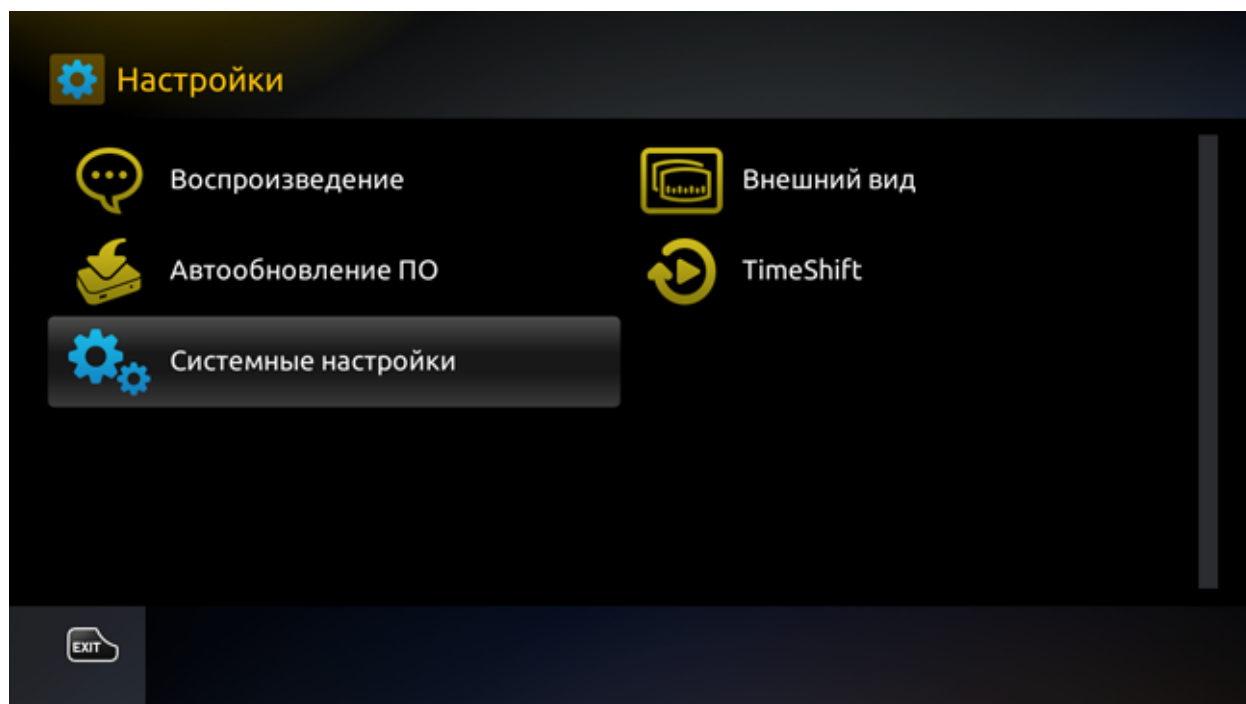 Настройки
Воспроизведение
Внешний вид
Автообновление ПО
TimeShift
Системные настройки
EXIT